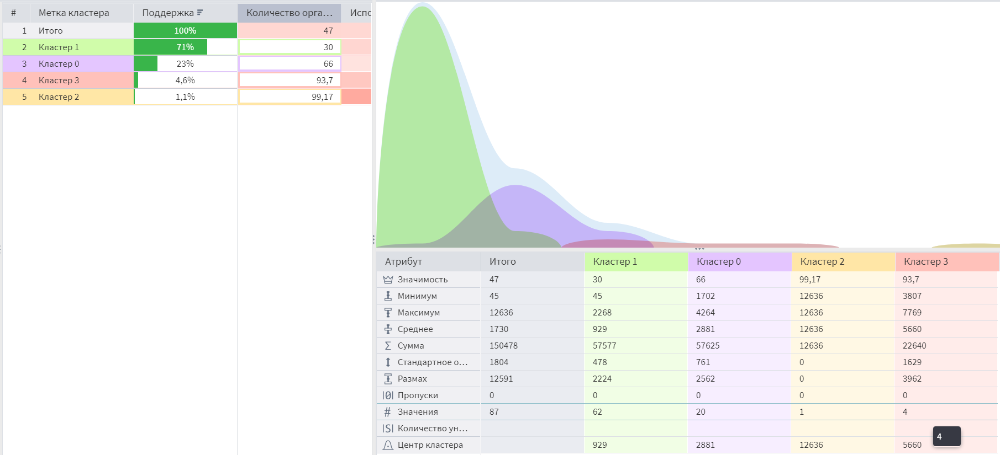 # Метка кластера Поддержка Количество орга... Испо
1 Итого 100% 47
2 Кластер 1 71% 30
3 Кластер 0 23% 66
4 Кластер 3 4,6% 93,7
5 Кластер 2 1,1% 99,17
Атрибут Итого Кластер 1 Кластер 0 Кластер 2 Кластер 3
Значимость 47 30 66 99,17 93,7
Минимум 45 45 1702 12636 3807
Максимум 12636 2268 4264 12636 7769
Среднее 1730 929 2881 12636 5660
Сумма 150478 57577 57625 12636 22640
Стандартное о... 1804 478 761 0 1629
Размах 12591 2224 2562 0 3962
Пропуски 0 0 0 0 0
Значения 87 62 20 1 4
Количество ун...
4
Центр кластера 929 2881 12636 5660